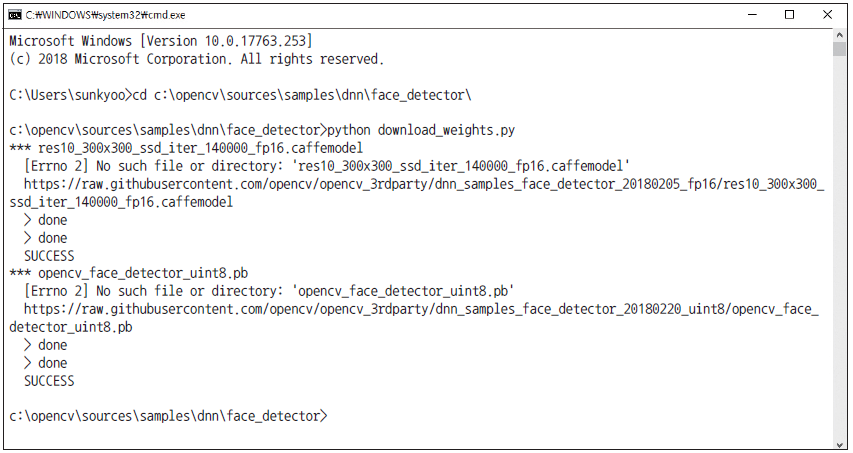 C:₩WINDOWS₩system32₩cmd.exe
Microsoft Windows [Version 10.0.17763.253]
(c) 2018 Microsoft Corporation. All rights reserved.
C:\Users\sunkyoo>cd c:\opencv\sources\samples\dnn\face_detector\
c:\opencv\sources\samples\dnn\face_detector>python download_weights.py
*** res10_300x300_ssd_iter_140000_fp16.caffemodel
[Errno 2] No such file or directory: 'res10_300x300_ssd_iter_140000_fp16.caffemodel'
https://raw.githubusercontent.com/opencv/opencv_3rdparty/dnn_samples_face_detector_20180205_fp16/res10_300x300_
ssd_iter_140000_fp16.caffemodel
> done
> done
SUCCESS
*** opencv_face_detector_uint8.pb
[Errno 2] No such file or directory: 'opencv_face_detector_uint8.pb'
https://raw.githubusercontent.com/opencv/opencv_3rdparty/dnn_samples_face_detector_20180220_uint8/opencv_face_
detector_uint8.pb
> done
> done
SUCCESS
c:\opencv\sources\samples\dnn\face_detector>